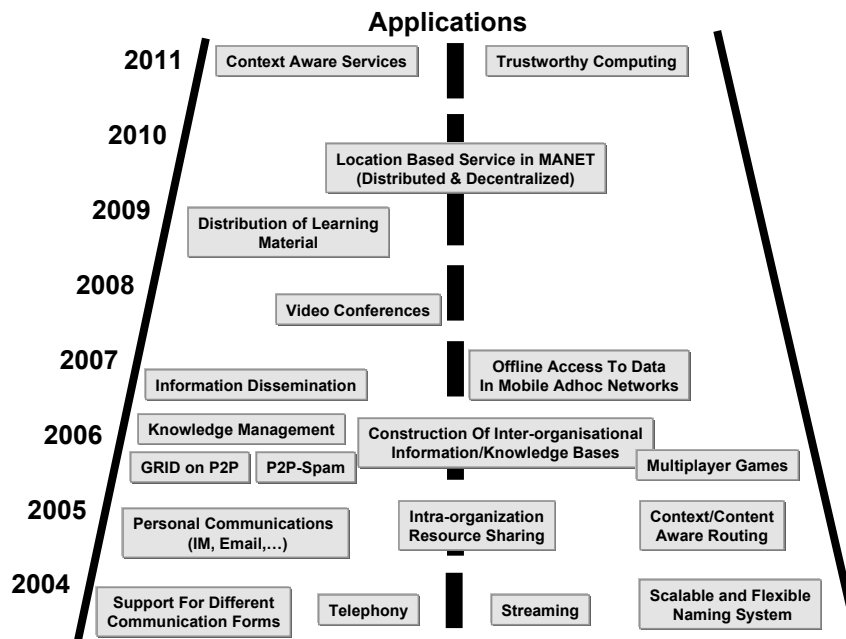 Applications
2011
Context Aware Services
Trustworthy Computing
2010
Location Based Service in MANET
(Distributed & Decentralized)
2009
Distribution of Learning
Material
2008
Video Conferences
2007
Offline Access To Data
In Mobile Adhoc Networks
Information Dissemination
2006
Knowledge Management
Construction Of Inter-organisational
Information/Knowledge Bases
GRID on P2P
P2P-Spam
Multiplayer Games
2005
Personal Communications
(IM, Email,...)
Intra-organization
Resource Sharing
Context/Content
Aware Routing
2004
Support For Different
Communication Forms
Telephony
Streaming
Scalable and Flexible
Naming System